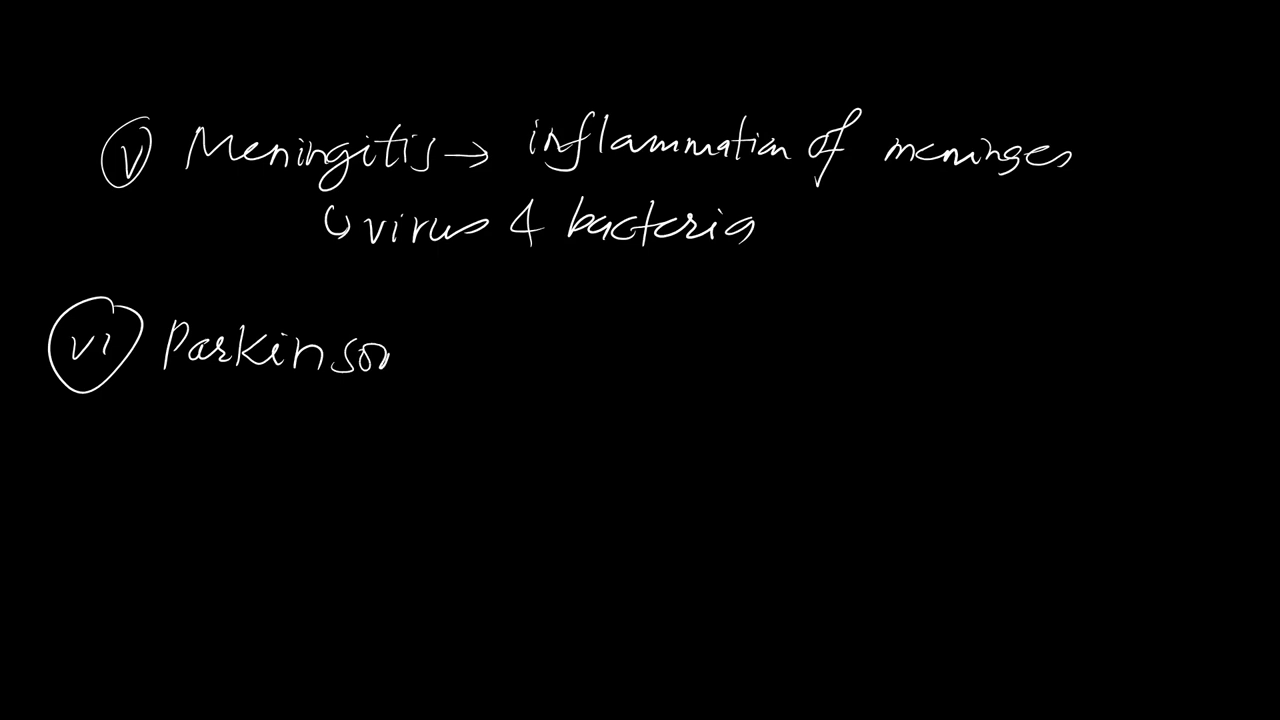 (v) Meningitis → inflammation of meninges
↳ virus & bacteria
(vi) Parkinson